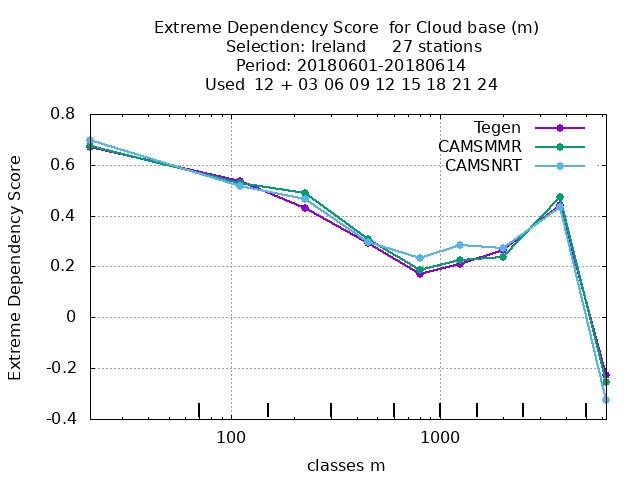 Extreme Dependency Score  for Cloud base (m)
Selection: Ireland     27 stations
Period: 20180601-20180614
Used  12 + 03 06 09 12 15 18 21 24
Tegen
CAMSMMR
CAMSNRT
Extreme Dependency Score
0.8
0.6
0.4
0.2
0
-0.2
-0.4
100
1000
classes m